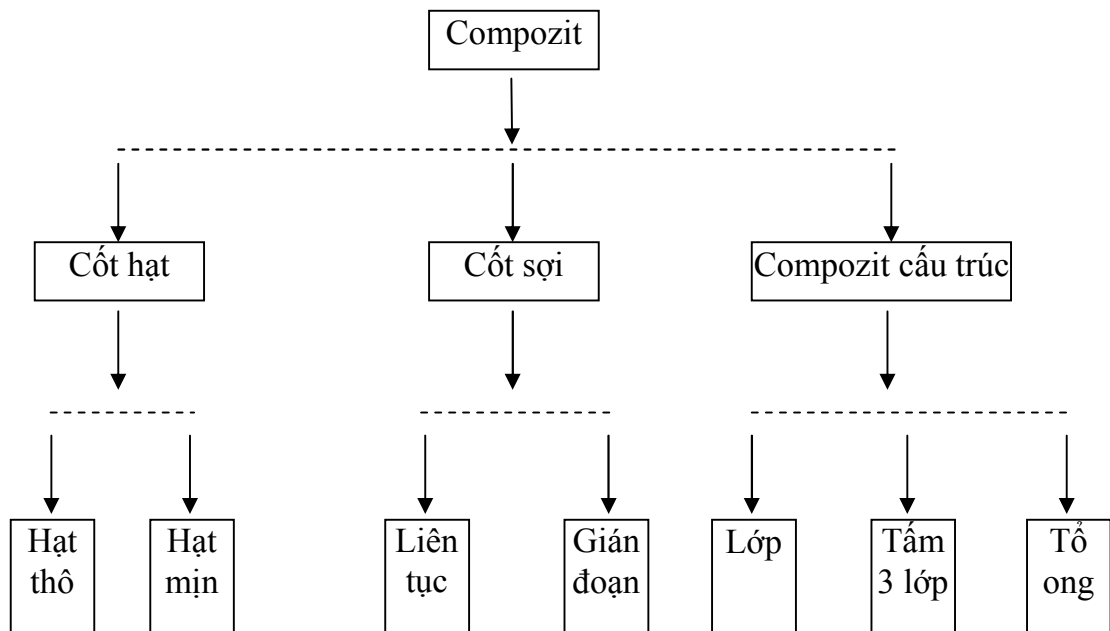 Compozit
Cốt hạt
Cốt sợi
Compozit cấu trúc
Hạt
thô
Hạt
mịn
Liên
tục
Gián
đoạn
Lớp
Tấm
3 lớp
Tổ
ong